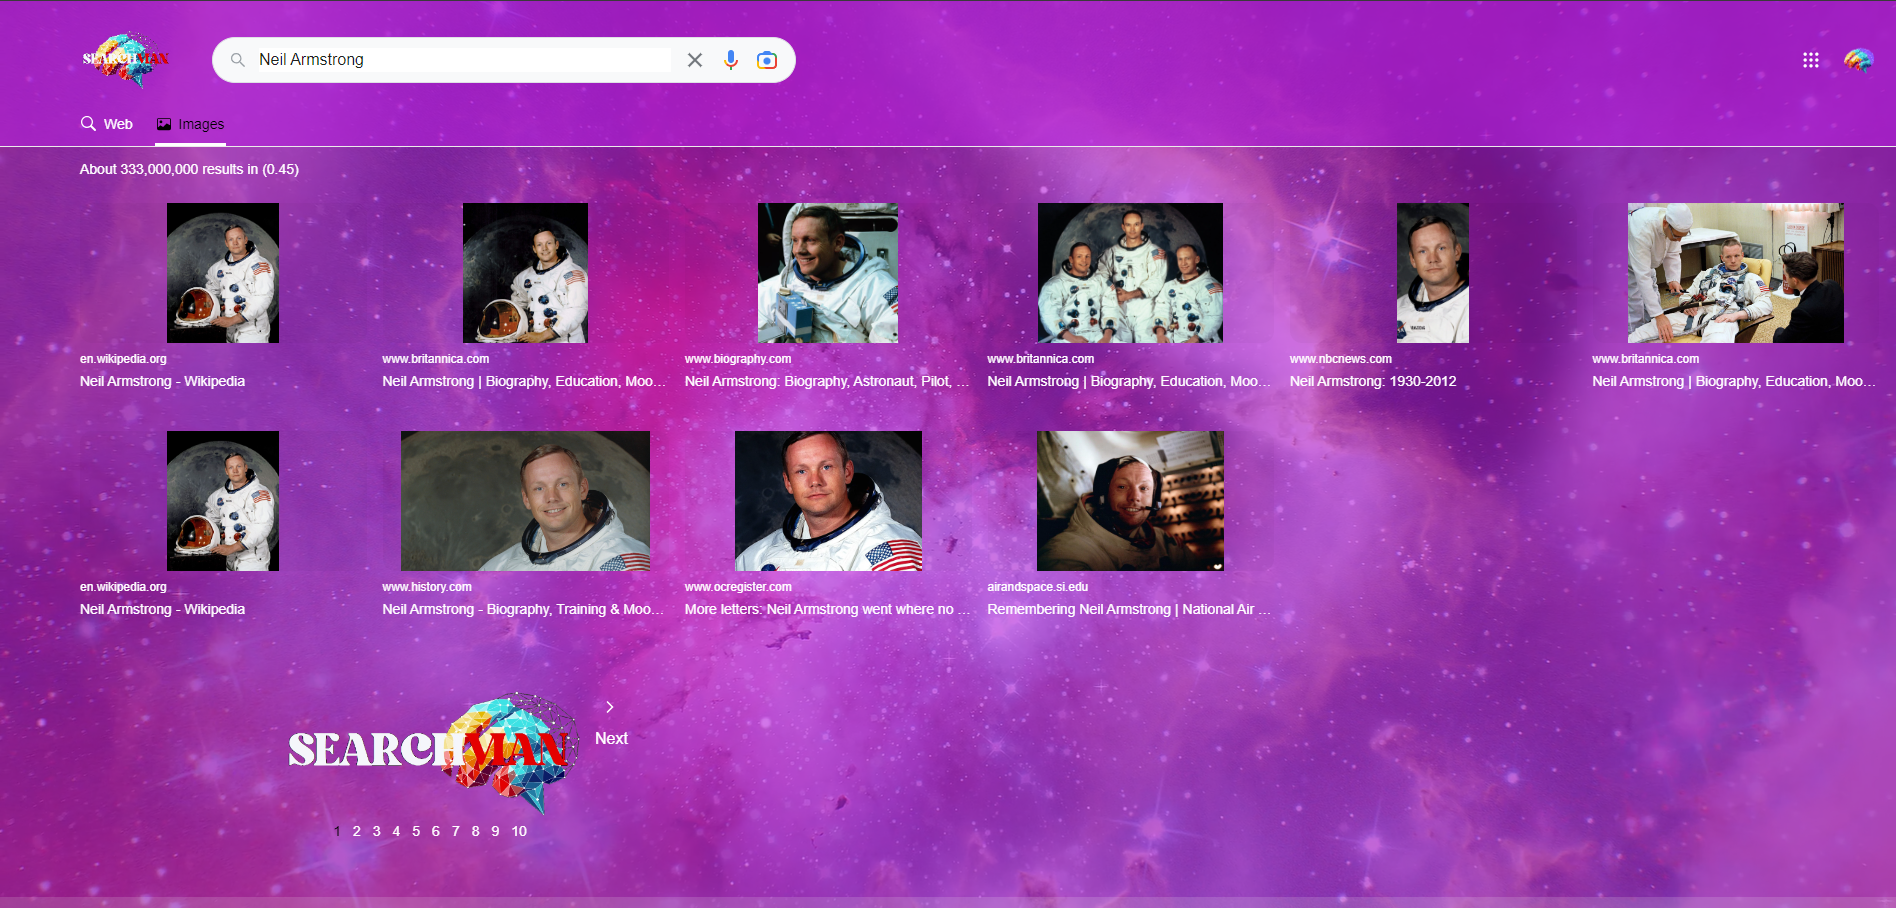 SEARCHMAN
Neil Armstrong
Web
Images
About 333,000,000 results in (0.45)
en.wikipedia.org
Neil Armstrong - Wikipedia
www.britannica.com
Neil Armstrong | Biography, Education, Moo...
www.biography.com
Neil Armstrong: Biography, Astronaut, Pilot, ...
www.britannica.com
Neil Armstrong | Biography, Education, Moo...
www.nbcnews.com
Neil Armstrong: 1930-2012
www.britannica.com
Neil Armstrong | Biography, Education, Moo...
en.wikipedia.org
Neil Armstrong - Wikipedia
www.history.com
Neil Armstrong - Biography, Training & Moo...
www.ocregister.com
More letters: Neil Armstrong went where no ...
airandspace.si.edu
Remembering Neil Armstrong | National Air ...
SEARCHMAN
Next
1 2 3 4 5 6 7 8 9 10